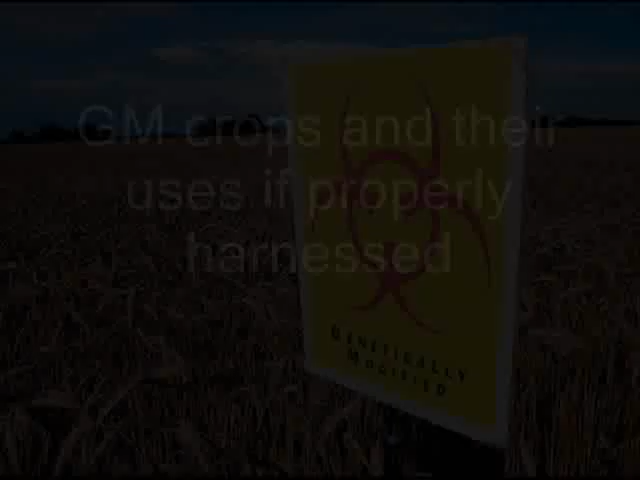 GM crops and their
uses if properly
harnessed
GENETICALLY
MODIFIED